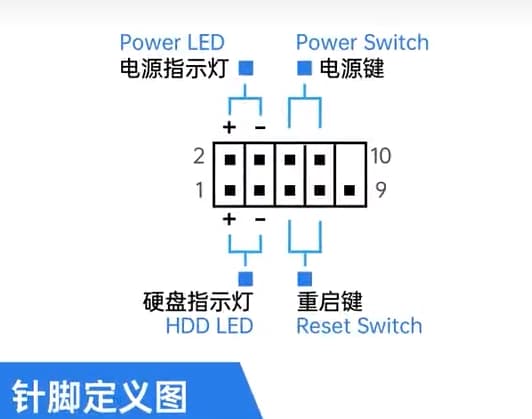 Power LED
电源指示灯
Power Switch
电源键
+ -
2 10
1 9
+ -
硬盘指示灯
HDD LED
重启键
Reset Switch
针脚定义图